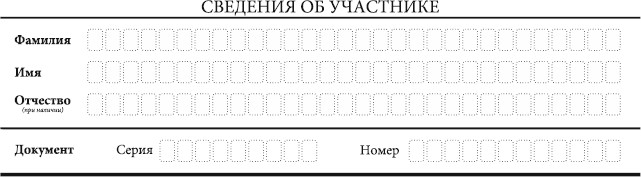 СВЕДЕНИЯ ОБ УЧАСТНИКЕ
Фамилия
Имя
Отчество
(при наличии)
Документ Серия Номер